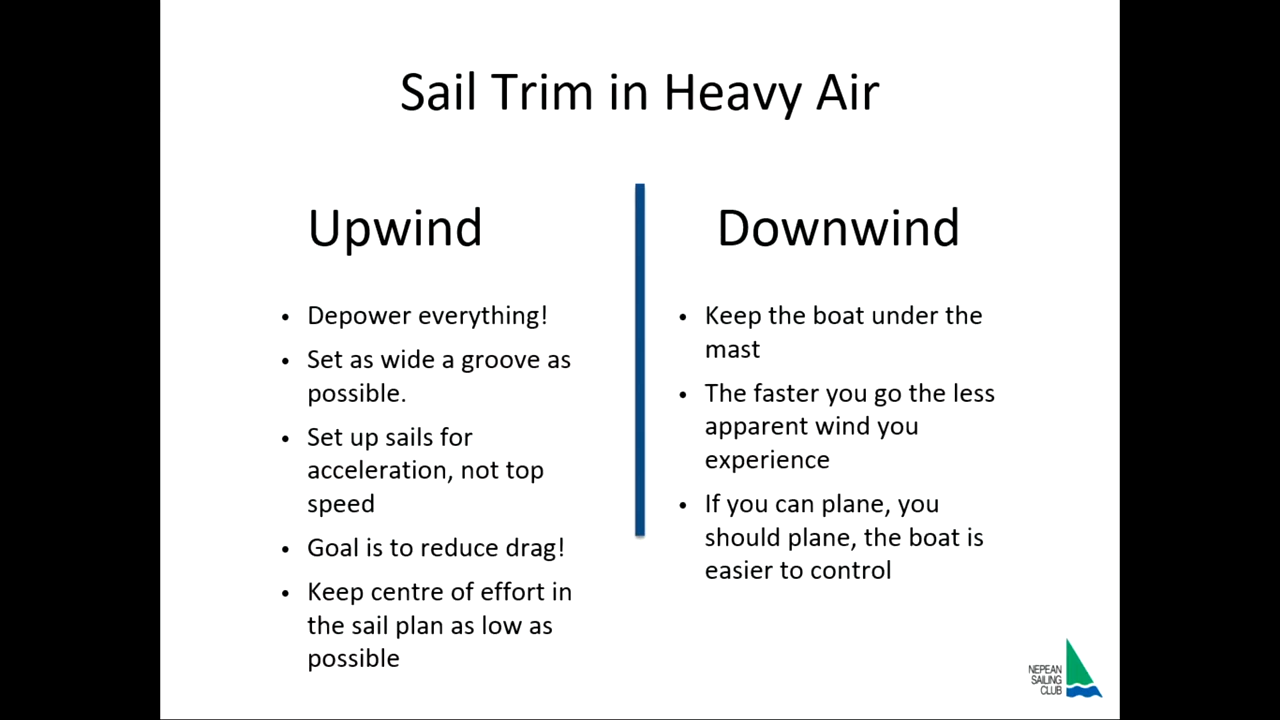 Sail Trim in Heavy Air
Upwind
• Depower everything!
• Set as wide a groove as
possible.
• Set up sails for
acceleration, not top
speed
• Goal is to reduce drag!
• Keep centre of effort in
the sail plan as low as
possible
Downwind
• Keep the boat under the
mast
• The faster you go the less
apparent wind you
experience
• If you can plane, you
should plane, the boat is
easier to control
NEPEAN
SAILING
CLUB